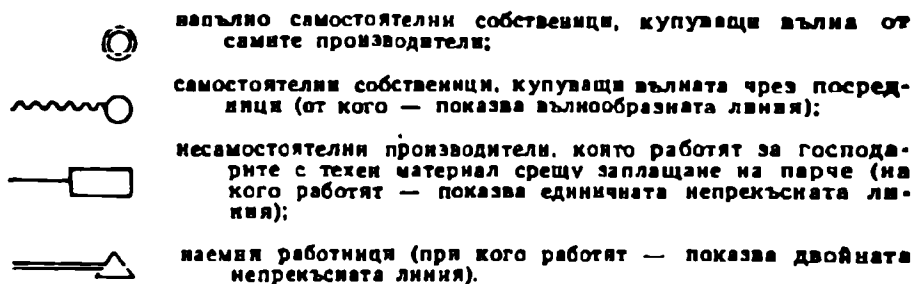 напълно самостоятелни собственици, купуващи вълна от
самите производители;
самостоятелни собственици, купуващи вълната чрез посред-
ници (от кого — показва вълнообразната линия);
несамостоятелни производители, които работят за господа-
рите с техен материал срещу заплащане на парче (на
кого работят — показва единичната непрекъсната ли-
ния);
наемни работници (при кого работят — показва двойната
непрекъсната линия).